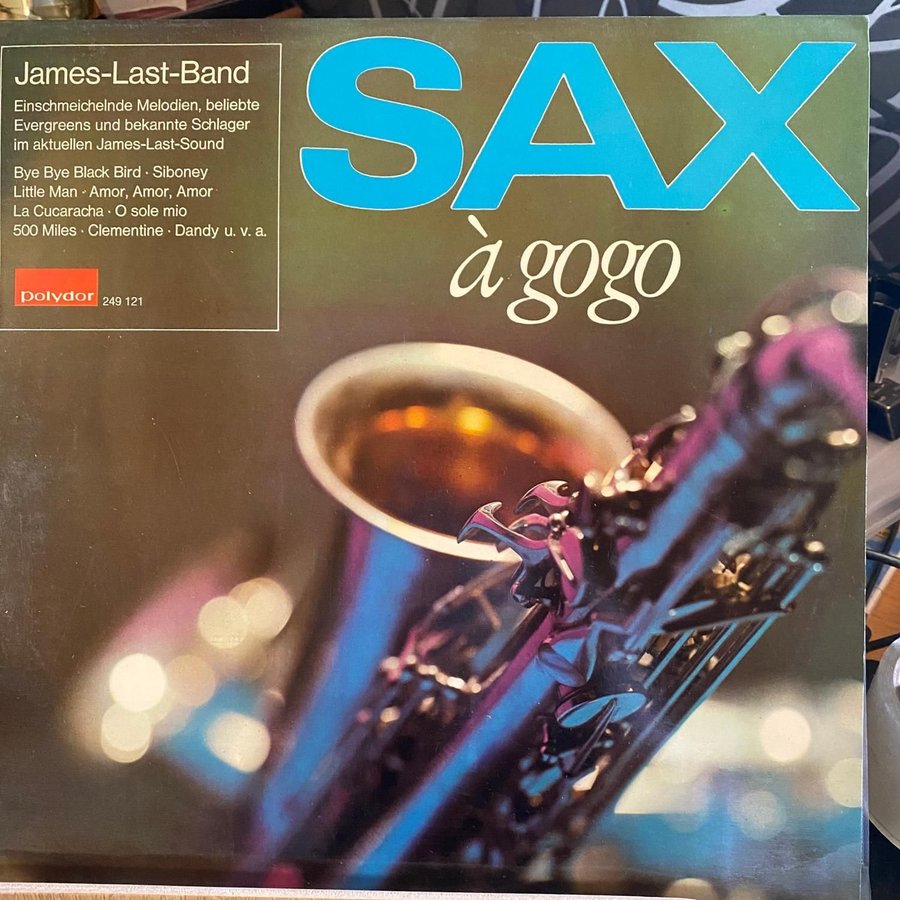 James-Last-Band
Einschmeichelnde Melodien, beliebte
Evergreens und bekannte Schlager
im aktuellen James-Last-Sound
Bye Bye Black Bird · Siboney
Little Man · Amor, Amor, Amor
La Cucaracha · O sole mio
500 Miles · Clementine · Dandy u. v. a.
polydor 249 121
SAX
à gogo